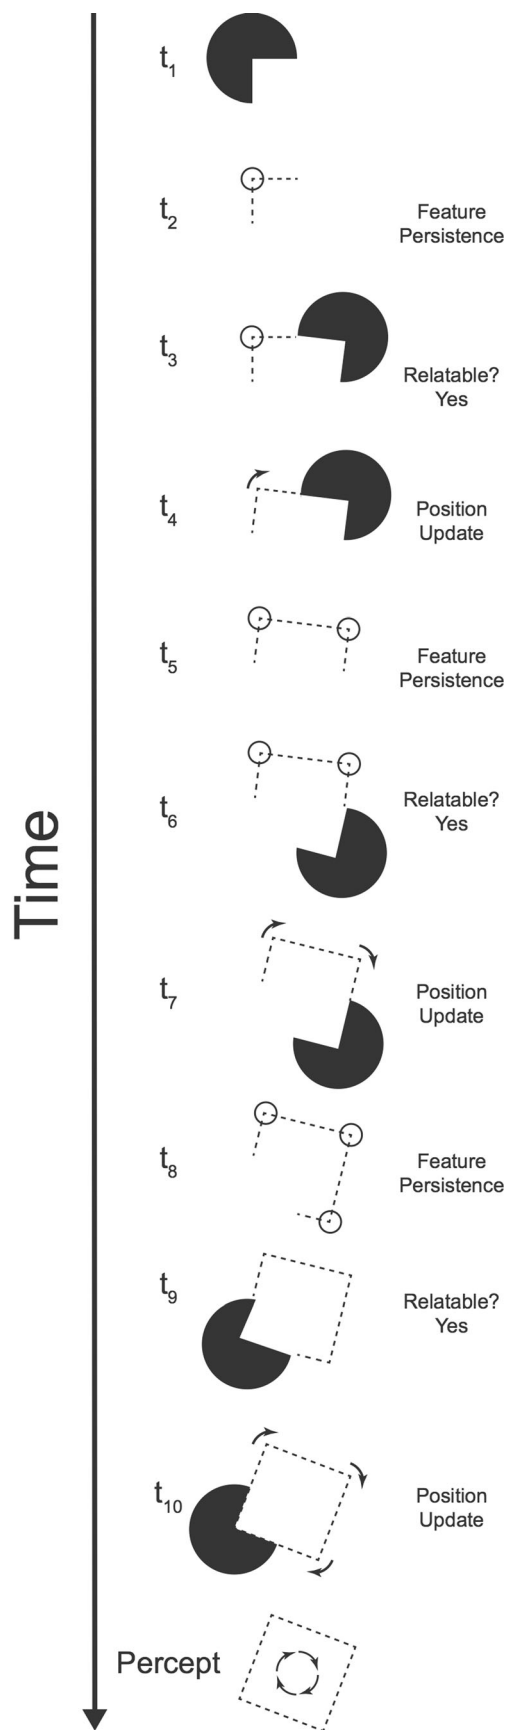 t1
t2
Feature
Persistence
t3
Relatable?
Yes
t4
Position
Update
t5
Feature
Persistence
t6
Relatable?
Yes
Time
t7
Position
Update
t8
Feature
Persistence
t9
Relatable?
Yes
t10
Position
Update
Percept